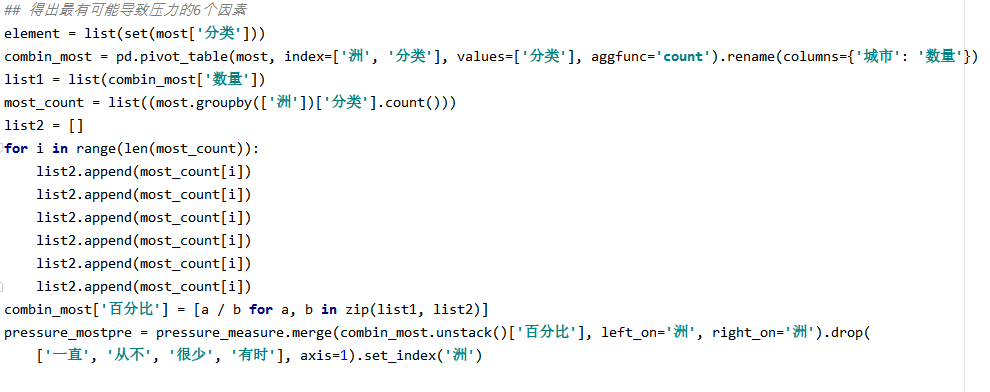 ## 得出最有可能导致压力的6个因素
element = list(set(most['分类']))
combin_most = pd.pivot_table(most, index=['洲', '分类'], values=['分类'], aggfunc='count').rename(columns={'城市': '数量'})
list1 = list(combin_most['数量'])
most_count = list((most.groupby(['洲'])['分类'].count()))
list2 = []
for i in range(len(most_count)):
    list2.append(most_count[i])
    list2.append(most_count[i])
    list2.append(most_count[i])
    list2.append(most_count[i])
    list2.append(most_count[i])
    list2.append(most_count[i])
combin_most['百分比'] = [a / b for a, b in zip(list1, list2)]
pressure_mostpre = pressure_measure.merge(combin_most.unstack()['百分比'], left_on='洲', right_on='洲').drop(
    ['一直', '从不', '很少', '有时'], axis=1).set_index('洲')